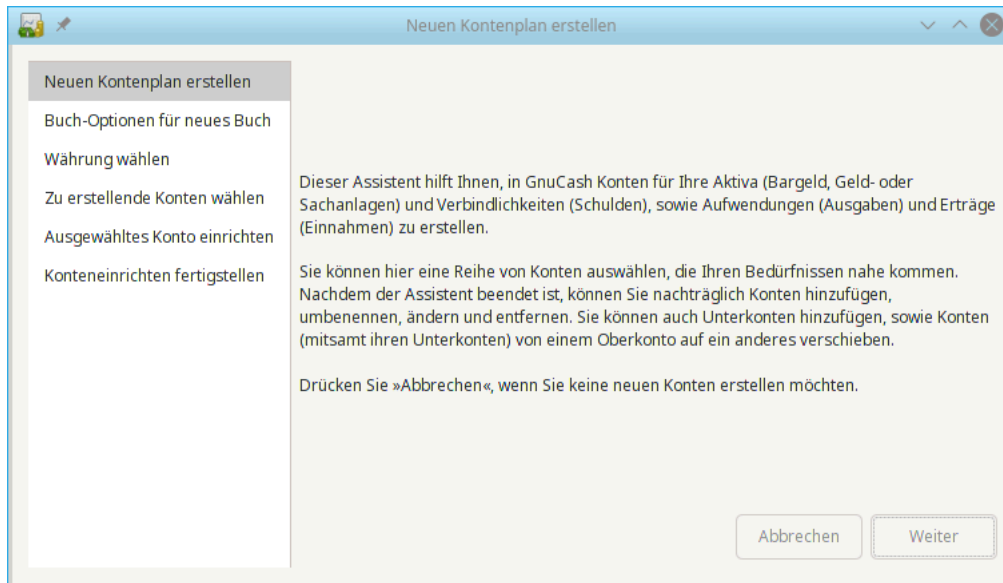 Neuen Kontenplan erstellen
Neuen Kontenplan erstellen
Buch-Optionen für neues Buch
Währung wählen
Zu erstellende Konten wählen
Ausgewähltes Konto einrichten
Konteneinrichten fertigstellen
Dieser Assistent hilft Ihnen, in GnuCash Konten für Ihre Aktiva (Bargeld, Geld- oder
Sachanlagen) und Verbindlichkeiten (Schulden), sowie Aufwendungen (Ausgaben) und Erträge
(Einnahmen) zu erstellen.
Sie können hier eine Reihe von Konten auswählen, die Ihren Bedürfnissen nahe kommen.
Nachdem der Assistent beendet ist, können Sie nachträglich Konten hinzufügen,
umbenennen, ändern und entfernen. Sie können auch Unterkonten hinzufügen, sowie Konten
(mitsamt ihren Unterkonten) von einem Oberkonto auf ein anderes verschieben.
Drücken Sie »Abbrechen«, wenn Sie keine neuen Konten erstellen möchten.
Abbrechen
Weiter